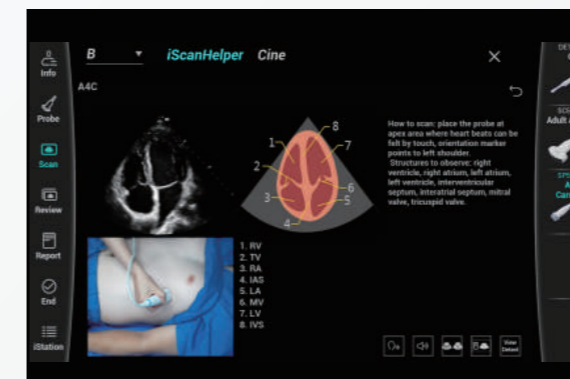 B iScanHelper Cine
Info
A4C
Probe
Scan
Review
Report
End
iStation
8
1
7
2
6
3
5
4
How to scan: place the probe at
apex area where heart beats can be
felt by touch, orientation marker
points to left shoulder.
Structures to observe: right
ventricle, right atrium, left atrium,
left ventricle, interventricular
septum, interatrial septum, mitral
valve, tricuspid valve.
1. RV
2. TV
3. RA
4. IAS
5. LA
6. MV
7. LV
8. IVS
View
Adult